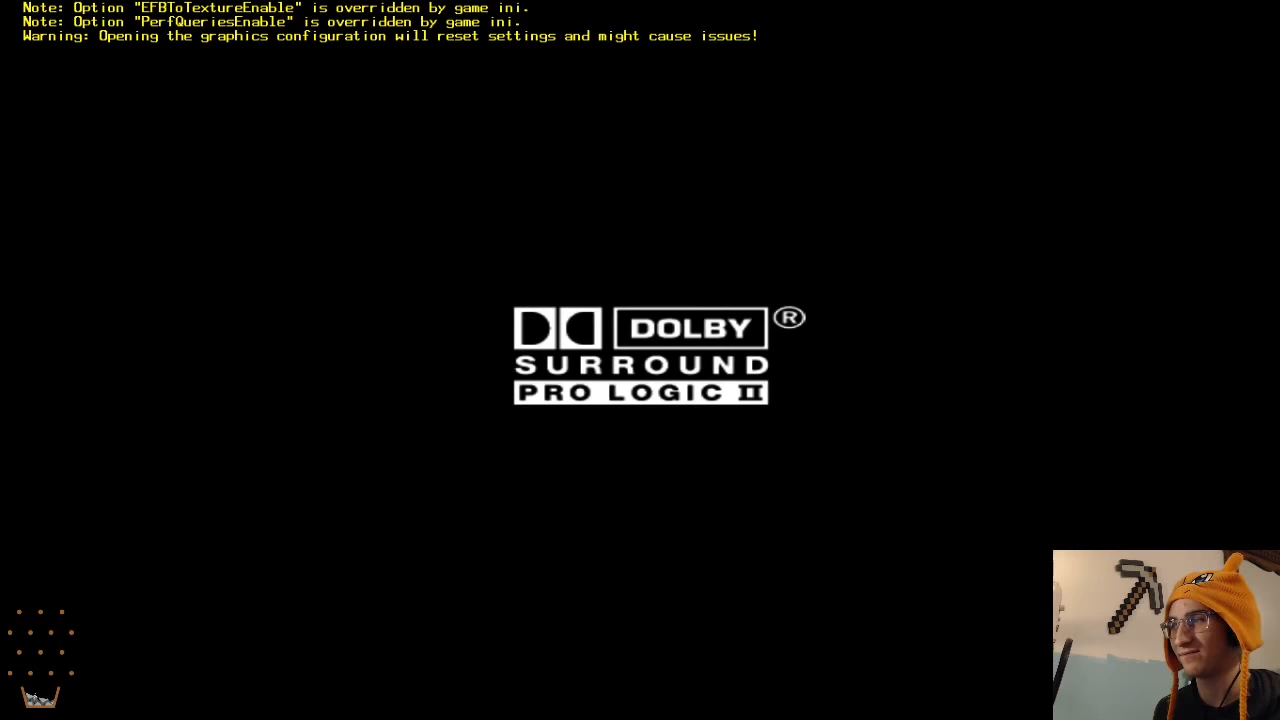 Note: Option "EFBToTextureEnable" is overridden by game ini.
Note: Option "PerfQueriesEnable" is overridden by game ini.
Warning: Opening the graphics configuration will reset settings and might cause issues!
DOLBY ®
SURROUND
PRO LOGIC II